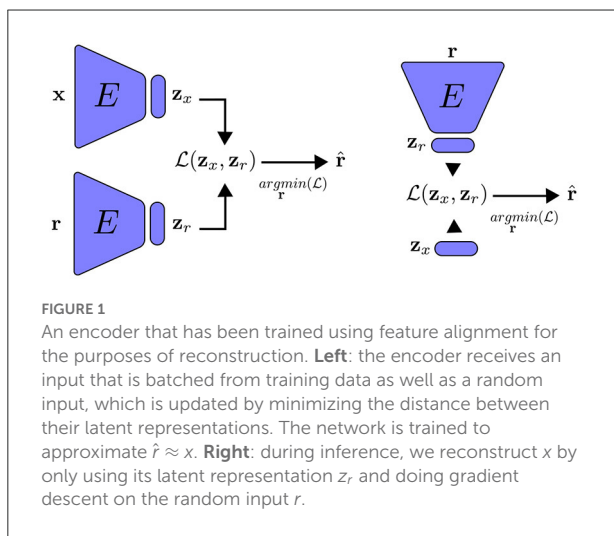 x E z_x
r E z_r
L(z_x, z_r) r̂
argmin(L)
r
r
E
z_r
L(z_x, z_r) r̂
argmin(L)
r
z_x
FIGURE 1
An encoder that has been trained using feature alignment for
the purposes of reconstruction. Left: the encoder receives an
input that is batched from training data as well as a random
input, which is updated by minimizing the distance between
their latent representations. The network is trained to
approximate r̂ ≈ x. Right: during inference, we reconstruct x by
only using its latent representation z_r and doing gradient
descent on the random input r.